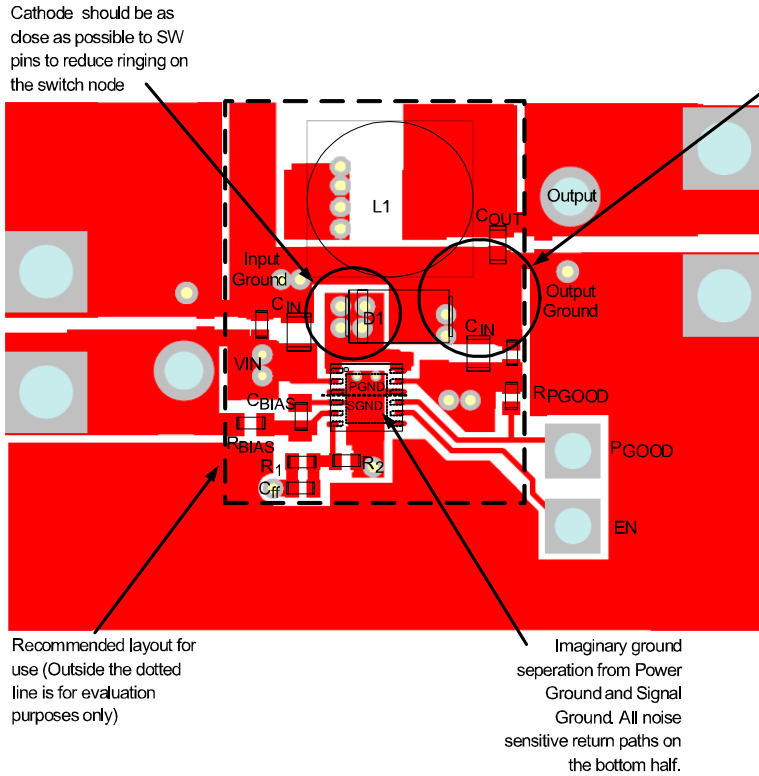 Cathode should be as
close as possible to SW
pins to reduce ringing on
the switch node
L1
Output
COUT
Input
Ground
Output
Ground
CIN
D1
CIN
VIN
PGND
SGND
RPGOOD
CBIAS
RBIAS
PGOOD
R1
R2
Cff
EN
Recommended layout for
use (Outside the dotted
line is for evaluation
purposes only)
Imaginary ground
seperation from Power
Ground and Signal
Ground. All noise
sensitive return paths on
the bottom half.